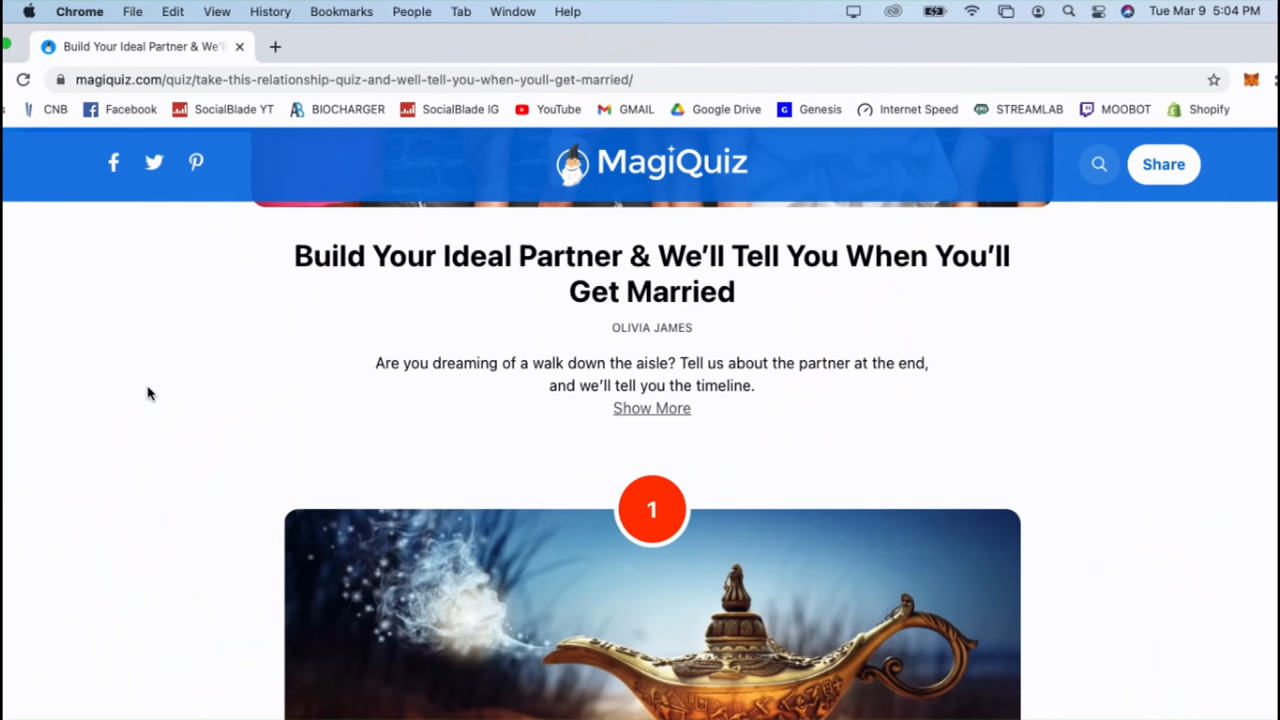 Chrome File Edit View History Bookmarks People Tab Window Help Tue Mar 9 5:04 PM
Build Your Ideal Partner & We'll
magiquiz.com/quiz/take-this-relationship-quiz-and-well-tell-you-when-youll-get-married/
CNB Facebook SocialBlade YT BIOCHARGER SocialBlade IG YouTube GMAIL Google Drive Genesis Internet Speed STREAMLAB MOOBOT Shopify
MagiQuiz Share
Build Your Ideal Partner & We'll Tell You When You'll
Get Married
OLIVIA JAMES
Are you dreaming of a walk down the aisle? Tell us about the partner at the end,
and we'll tell you the timeline.
Show More
1